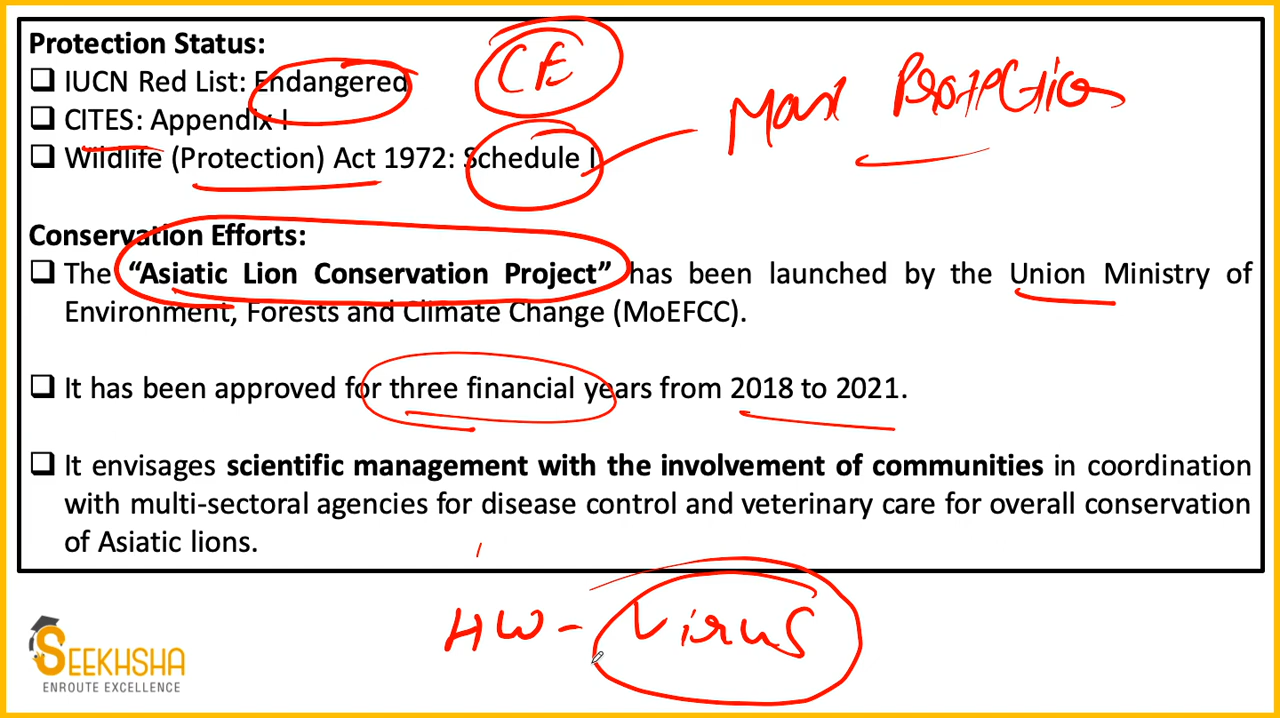 Protection Status:
CE
❑ IUCN Red List: Endangered
Max Protection
❑ CITES: Appendix I
❑ Wildlife (Protection) Act 1972: Schedule I
Conservation Efforts:
❑ The “Asiatic Lion Conservation Project” has been launched by the Union Ministry of
Environment, Forests and Climate Change (MoEFCC).
❑ It has been approved for three financial years from 2018 to 2021.
❑ It envisages scientific management with the involvement of communities in coordination
with multi-sectoral agencies for disease control and veterinary care for overall conservation
of Asiatic lions.
HW - Virus
SEEKHSHA
ENROUTE EXCELLENCE